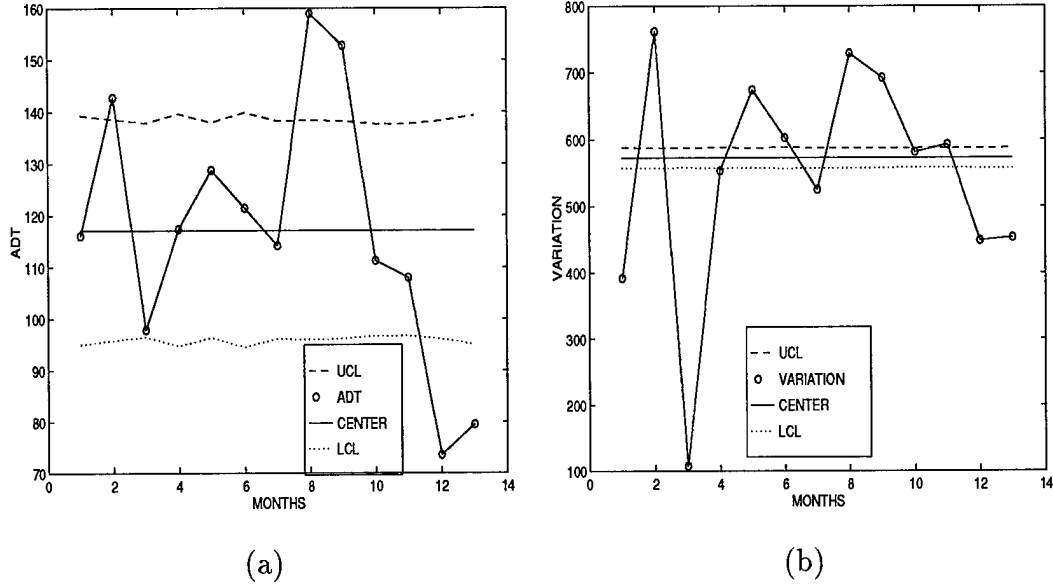 160
150
140
130
120
110
100
90
80
70
ADT
0 2 4 6 8 10 12 14
MONTHS
UCL
ADT
CENTER
LCL
(a)
800
700
600
500
400
300
200
100
VARIATION
0 2 4 6 8 10 12 14
MONTHS
UCL
VARIATION
CENTER
LCL
(b)